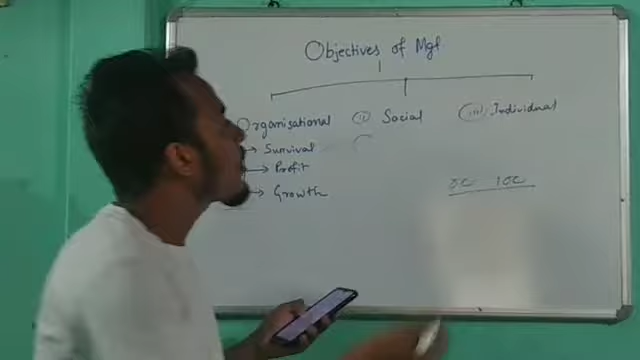 Objectives of Mgt
Organisational (ii) Social (iii) Individual
→ Survival
→ Profit
→ Growth